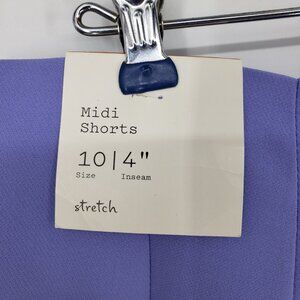 Midi
Shorts
10|4"
Size Inseam
stretch